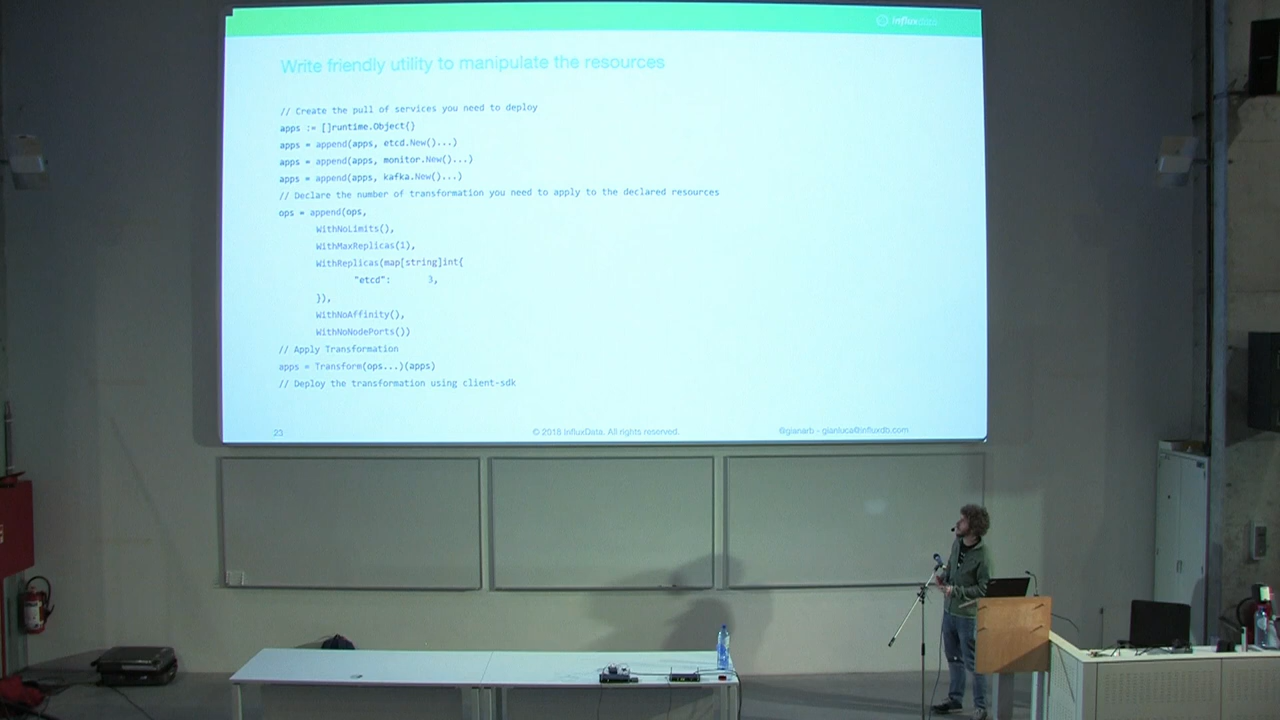 influxdata
Write friendly utility to manipulate the resources
// Create the pull of services you need to deploy
apps := []runtime.Object{}
apps = append(apps, etcd.New()...)
apps = append(apps, monitor.New()...)
apps = append(apps, kafka.New()...)
// Declare the number of transformation you need to apply to the declared resources
ops = append(ops,
WithNoLimits(),
WithMaxReplicas(1),
WithReplicas(map[string]int{
"etcd": 3,
}),
WithNoAffinity(),
WithNoNodePorts())
// Apply Transformation
apps = Transform(ops...)(apps)
// Deploy the transformation using client-sdk
23
© 2018 InfluxData. All rights reserved.
@gianarb - gianluca@influxdb.com